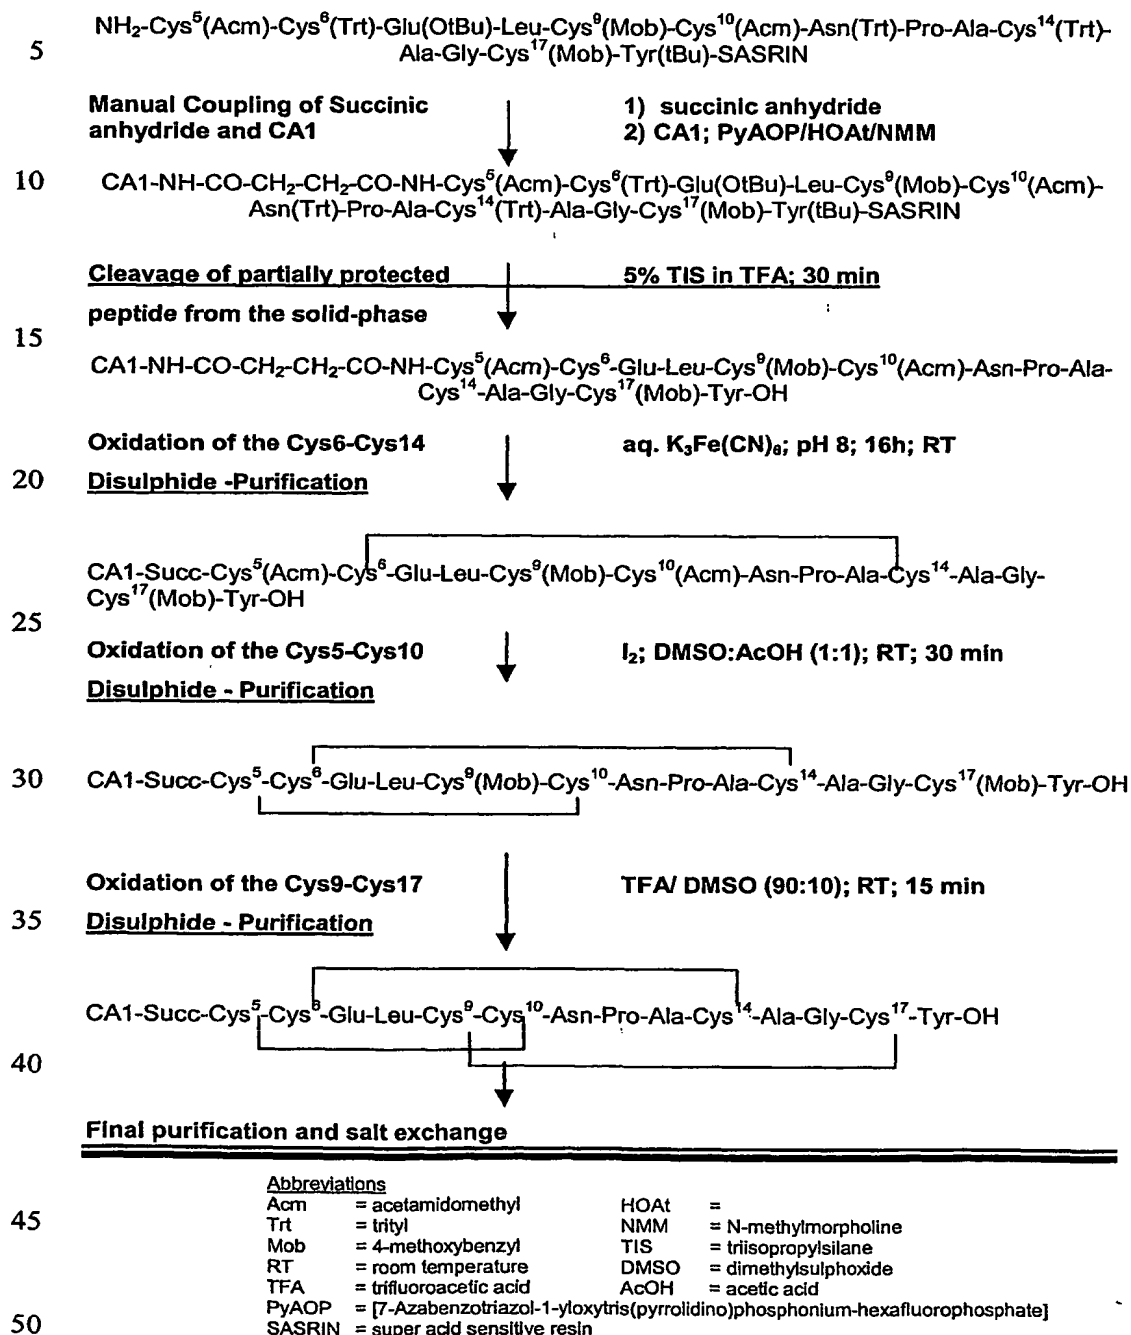 NH₂-Cys⁵(Acm)-Cys⁶(Trt)-Glu(OtBu)-Leu-Cys⁹(Mob)-Cys¹⁰(Acm)-Asn(Trt)-Pro-Ala-Cys¹⁴(Trt)-
5 Ala-Gly-Cys¹⁷(Mob)-Tyr(tBu)-SASRIN
Manual Coupling of Succinic 1) succinic anhydride
anhydride and CA1 2) CA1; PyAOP/HOAt/NMM
10 CA1-NH-CO-CH₂-CH₂-CO-NH-Cys⁵(Acm)-Cys⁶(Trt)-Glu(OtBu)-Leu-Cys⁹(Mob)-Cys¹⁰(Acm)-
Asn(Trt)-Pro-Ala-Cys¹⁴(Trt)-Ala-Gly-Cys¹⁷(Mob)-Tyr(tBu)-SASRIN
Cleavage of partially protected 5% TIS in TFA; 30 min
peptide from the solid-phase
15
CA1-NH-CO-CH₂-CH₂-CO-NH-Cys⁵(Acm)-Cys⁶-Glu-Leu-Cys⁹(Mob)-Cys¹⁰(Acm)-Asn-Pro-Ala-
Cys¹⁴-Ala-Gly-Cys¹⁷(Mob)-Tyr-OH
Oxidation of the Cys6-Cys14 aq. K₃Fe(CN)₆; pH 8; 16h; RT
20 Disulphide -Purification
CA1-Succ-Cys⁵(Acm)-Cys⁶-Glu-Leu-Cys⁹(Mob)-Cys¹⁰(Acm)-Asn-Pro-Ala-Cys¹⁴-Ala-Gly-
Cys¹⁷(Mob)-Tyr-OH
25
Oxidation of the Cys5-Cys10 I₂; DMSO:AcOH (1:1); RT; 30 min
Disulphide - Purification
30 CA1-Succ-Cys⁵-Cys⁶-Glu-Leu-Cys⁹(Mob)-Cys¹⁰-Asn-Pro-Ala-Cys¹⁴-Ala-Gly-Cys¹⁷(Mob)-Tyr-OH
Oxidation of the Cys9-Cys17 TFA/ DMSO (90:10); RT; 15 min
35 Disulphide - Purification
CA1-Succ-Cys⁵-Cys⁶-Glu-Leu-Cys⁹-Cys¹⁰-Asn-Pro-Ala-Cys¹⁴-Ala-Gly-Cys¹⁷-Tyr-OH
40
Final purification and salt exchange
Abbreviations
Acm = acetamidomethyl HOAt =
45 Trt = trityl NMM = N-methylmorpholine
Mob = 4-methoxybenzyl TIS = triisopropylsilane
RT = room temperature DMSO = dimethylsulphoxide
TFA = trifluoroacetic acid AcOH = acetic acid
PyAOP = [7-Azabenzotriazol-1-yloxytris(pyrrolidino)phosphonium-hexafluorophosphate]
50 SASRIN = super acid sensitive resin